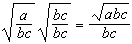 √(a/bc) √(bc/bc) = √(abc)/bc